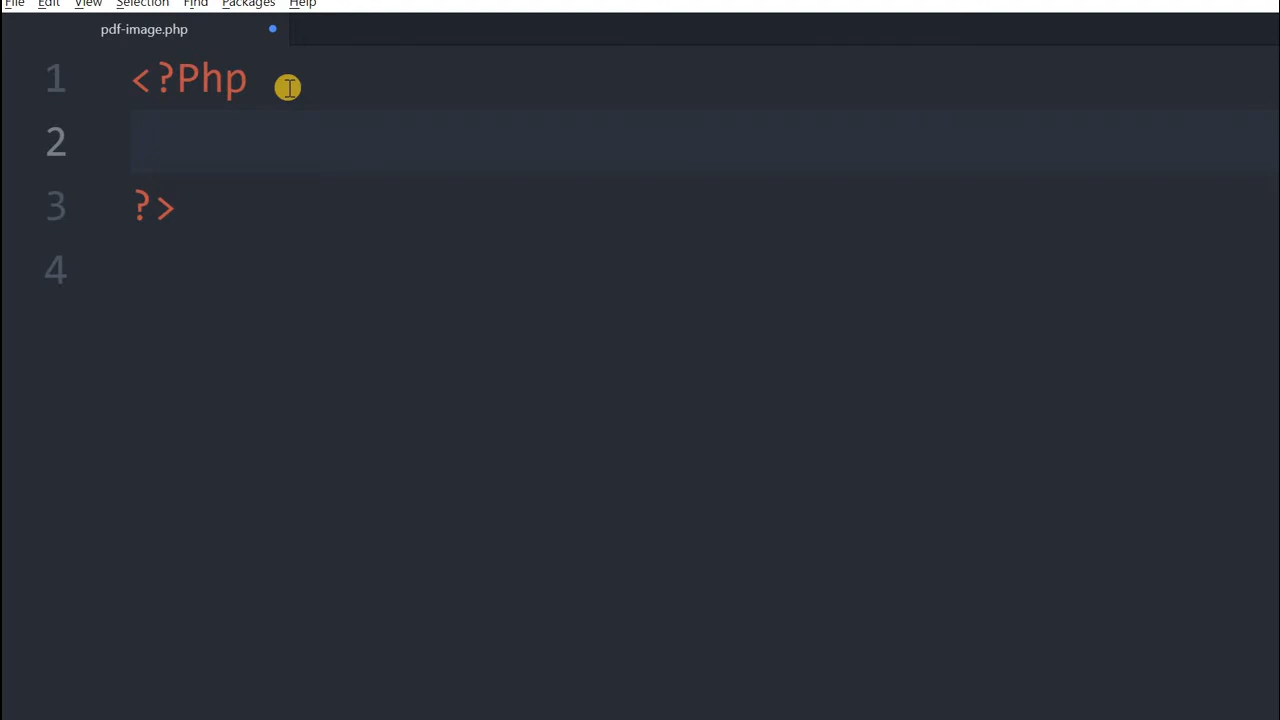 File Edit View Selection Find Packages Help
pdf-image.php
1 <?Php
2
3 ?>
4